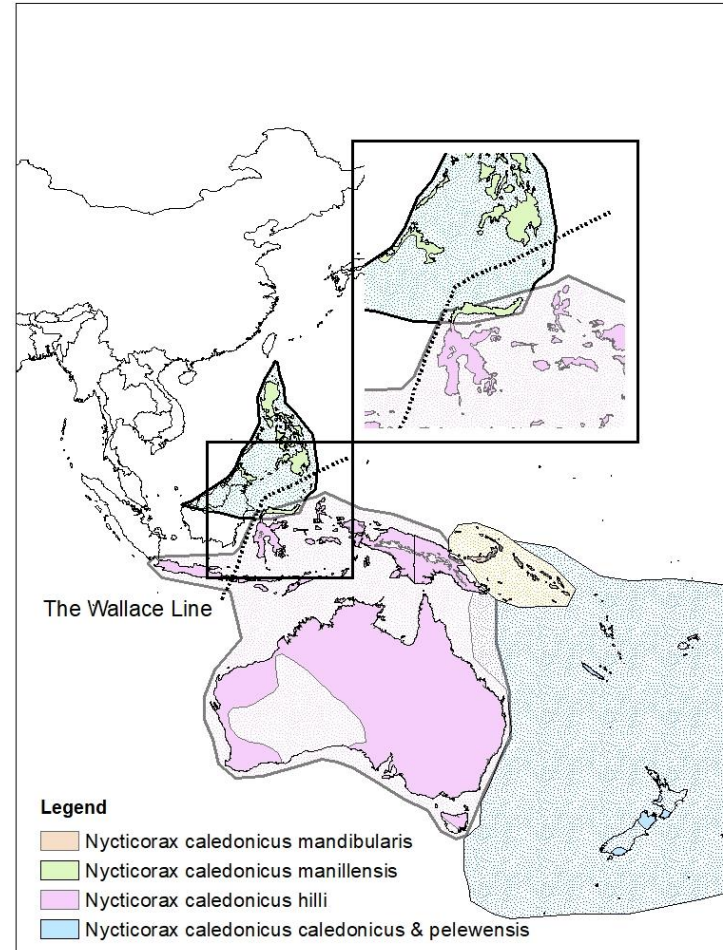 The Wallace Line
Legend
Nycticorax caledonicus mandibularis
Nycticorax caledonicus manillensis
Nycticorax caledonicus hilli
Nycticorax caledonicus caledonicus & pelewensis